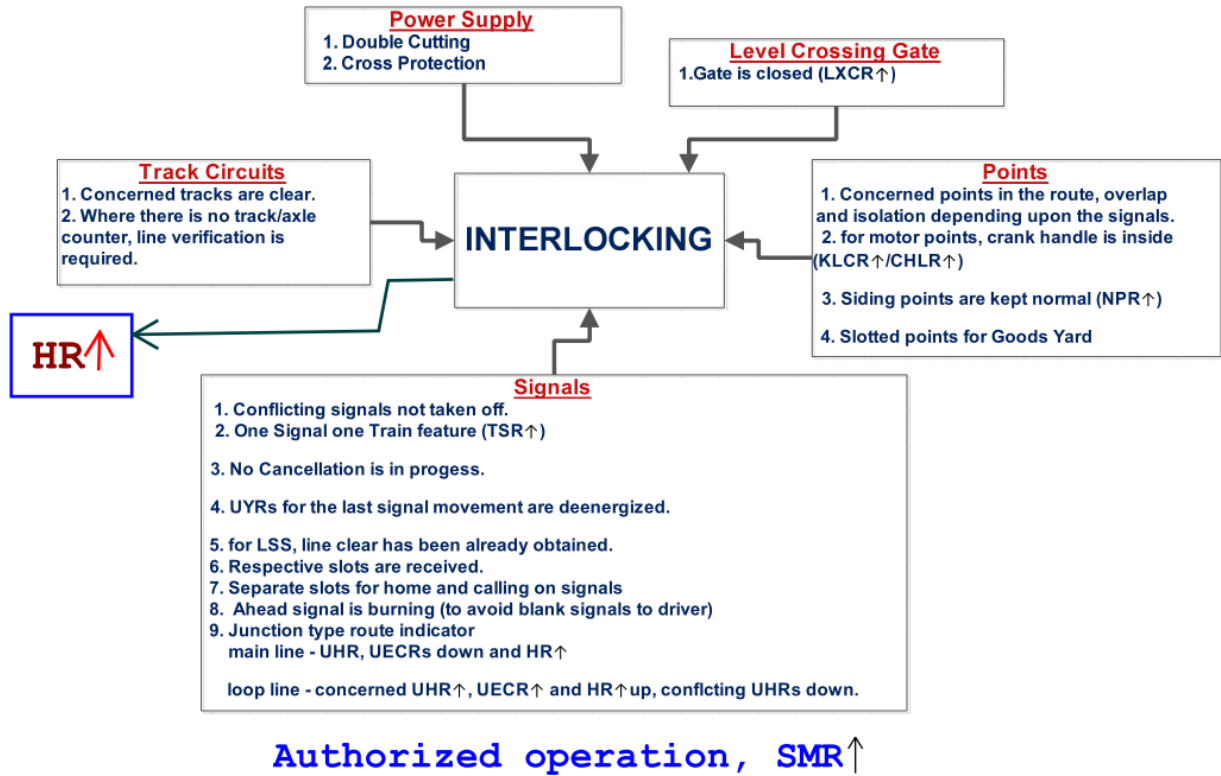 Power Supply
1. Double Cutting
2. Cross Protection
Level Crossing Gate
1.Gate is closed (LXCR↑)
Track Circuits
1. Concerned tracks are clear.
2. Where there is no track/axle
counter, line verification is
required.
INTERLOCKING
Points
1. Concerned points in the route, overlap
and isolation depending upon the signals.
2. for motor points, crank handle is inside
(KLCR↑/CHLR↑)
3. Siding points are kept normal (NPR↑)
4. Slotted points for Goods Yard
HR↑
Signals
1. Conflicting signals not taken off.
2. One Signal one Train feature (TSR↑)
3. No Cancellation is in progess.
4. UYRs for the last signal movement are deenergized.
5. for LSS, line clear has been already obtained.
6. Respective slots are received.
7. Separate slots for home and calling on signals
8. Ahead signal is burning (to avoid blank signals to driver)
9. Junction type route indicator
main line - UHR, UECRs down and HR↑
loop line - concerned UHR↑, UECR↑ and HR↑up, conflcting UHRs down.
Authorized operation, SMR↑